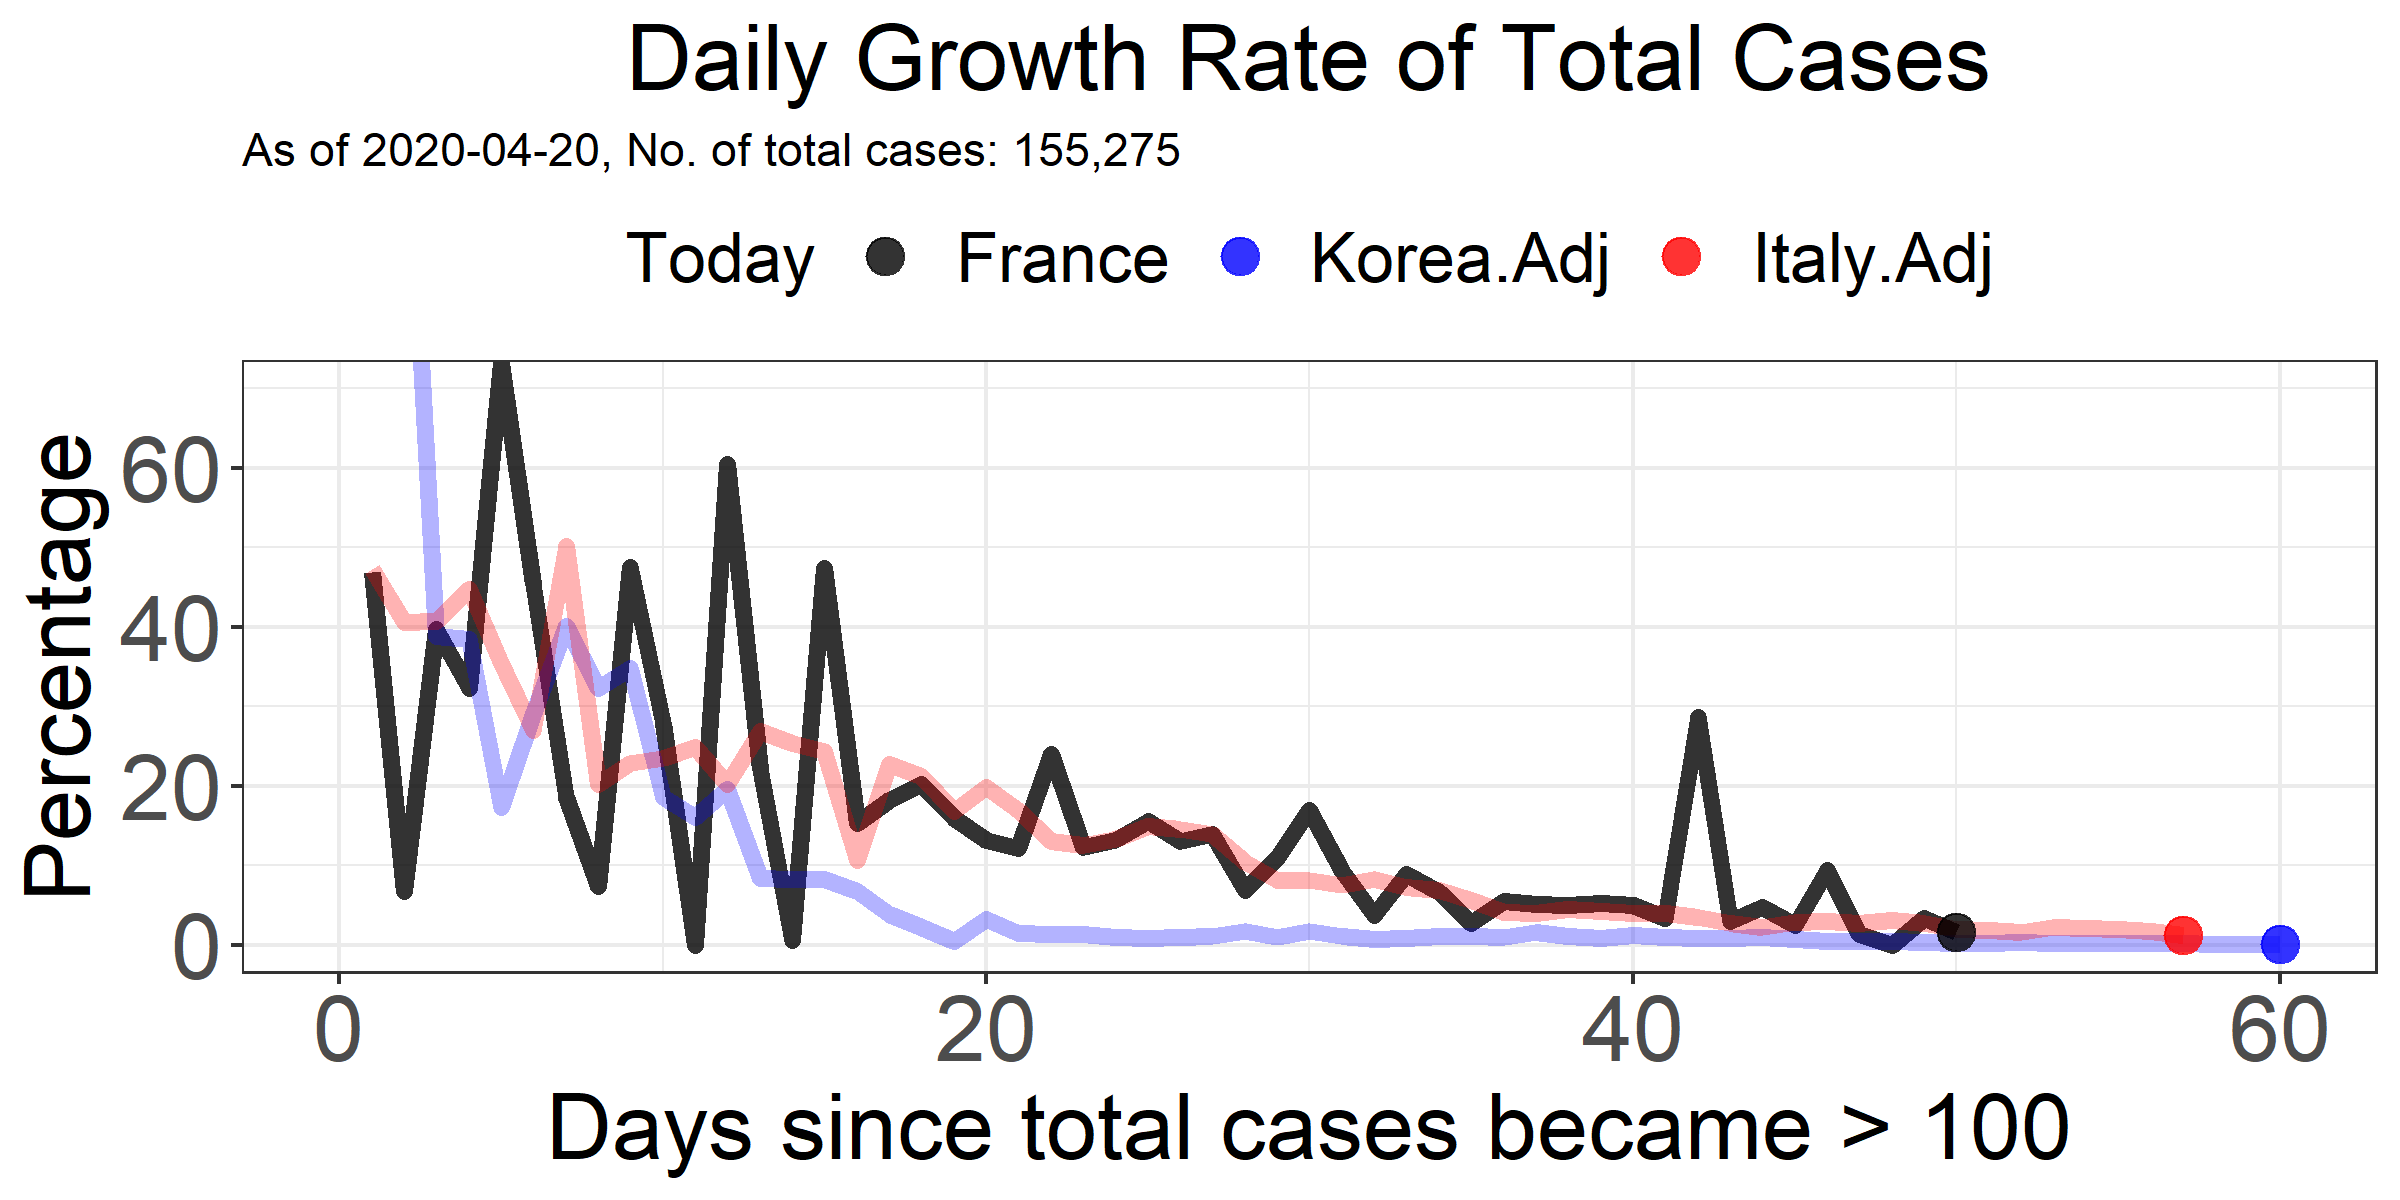 Daily Growth Rate of Total Cases
As of 2020-04-20, No. of total cases: 155,275
Today France Korea.Adj Italy.Adj
Percentage
60
40
20
0
0 20 40 60
Days since total cases became > 100